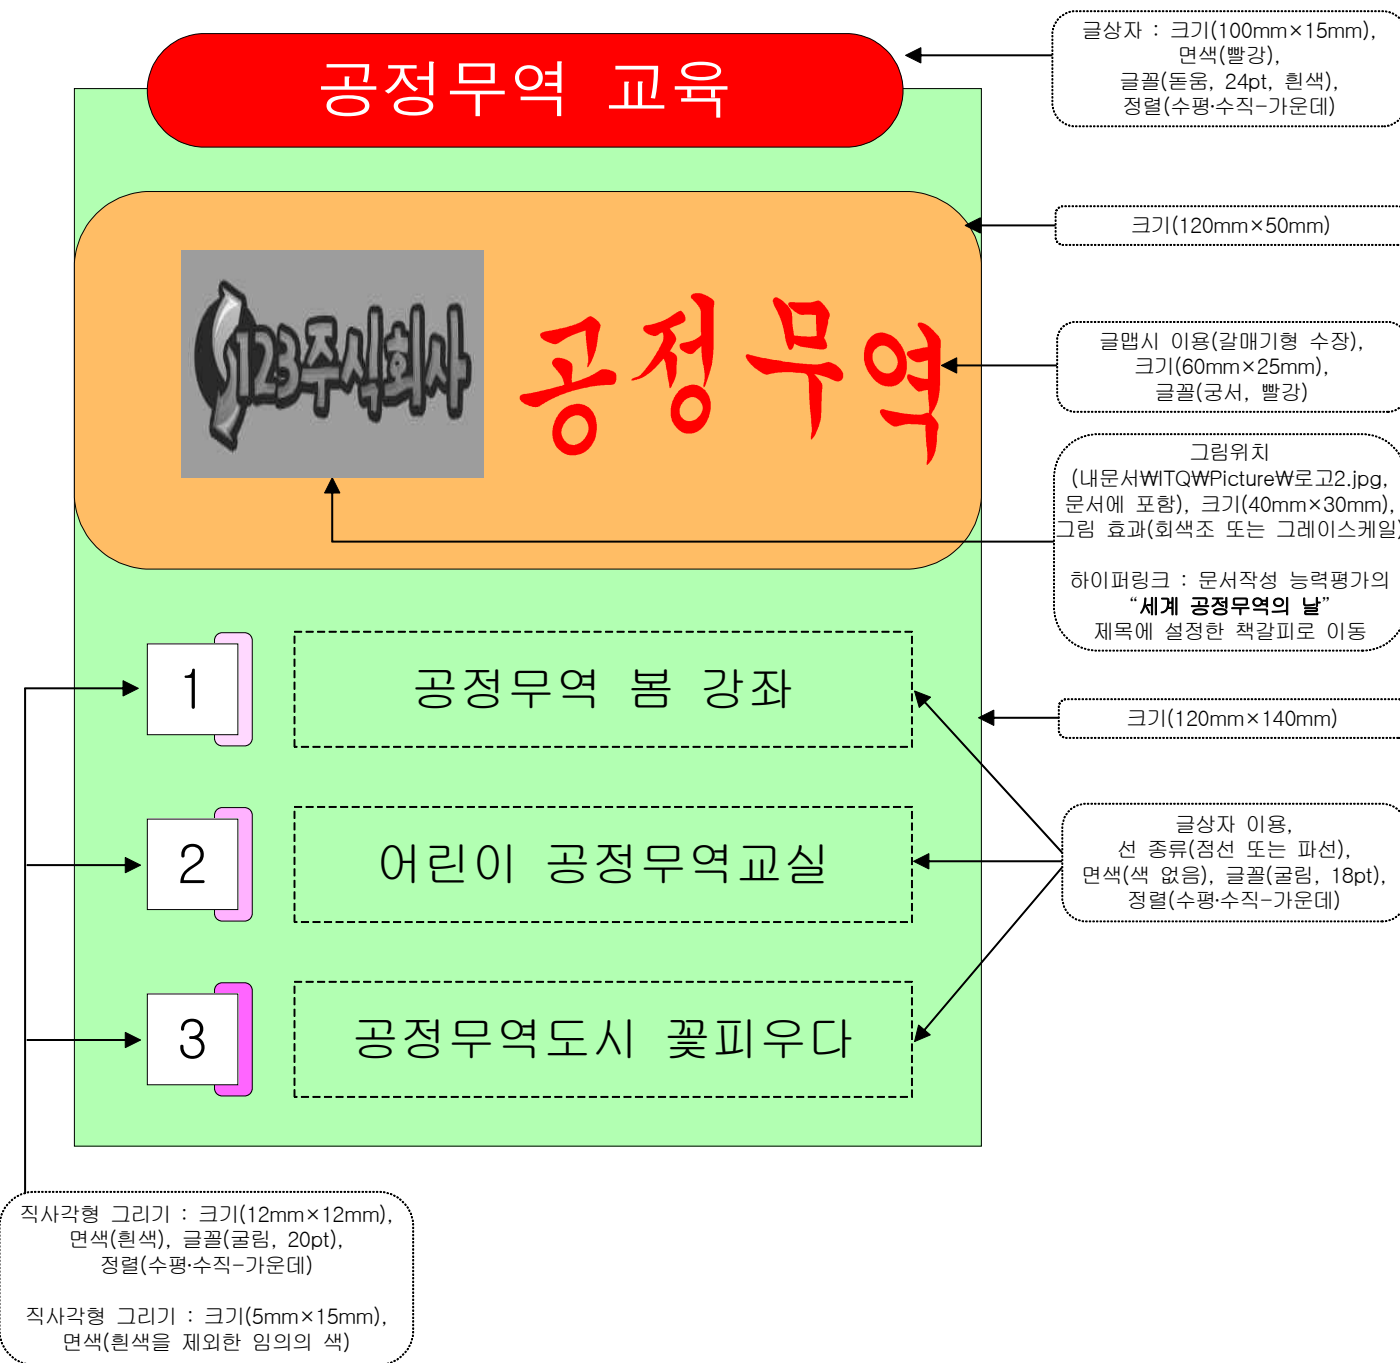 공정무역 교육
글상자 : 크기(100mm×15mm),
면색(빨강),
글꼴(돋움, 24pt, 흰색),
정렬(수평·수직-가운데)
크기(120mm×50mm)
123주식회사
공정무역
글맵시 이용(갈매기형 수장),
크기(60mm×25mm),
글꼴(궁서, 빨강)
그림위치
(내문서₩ITQ₩Picture₩로고2.jpg,
문서에 포함), 크기(40mm×30mm),
그림 효과(회색조 또는 그레이스케일)
하이퍼링크 : 문서작성 능력평가의
“세계 공정무역의 날”
제목에 설정한 책갈피로 이동
1
공정무역 봄 강좌
크기(120mm×140mm)
2
어린이 공정무역교실
글상자 이용,
선 종류(점선 또는 파선),
면색(색 없음), 글꼴(굴림, 18pt),
정렬(수평·수직-가운데)
3
공정무역도시 꽃피우다
직사각형 그리기 : 크기(12mm×12mm),
면색(흰색), 글꼴(굴림, 20pt),
정렬(수평·수직-가운데)
직사각형 그리기 : 크기(5mm×15mm),
면색(흰색을 제외한 임의의 색)